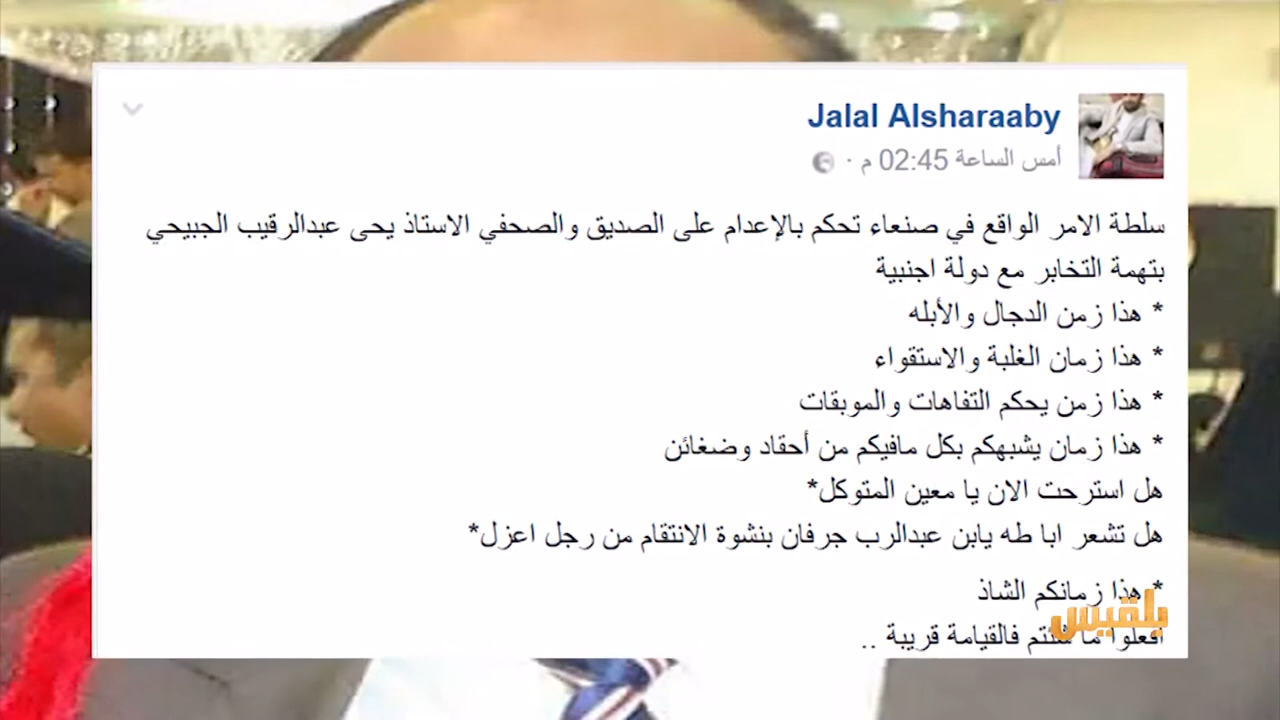 Jalal Alsharaaby
أمس الساعة 02:45 م ·
سلطة الامر الواقع في صنعاء تحكم بالإعدام على الصديق والصحفي الاستاذ يحى عبدالرقيب الجبيحي
بتهمة التخابر مع دولة اجنبية
* هذا زمن الدجال والأبله
* هذا زمان الغلبة والاستقواء
* هذا زمن يحكم التفاهات والموبقات
* هذا زمان يشبهكم بكل مافيكم من أحقاد وضغائن
هل استرحت الان يا معين المتوكل*
هل تشعر ابا طه يابن عبدالرب جرفان بنشوة الانتقام من رجل اعزل*
* هذا زمانكم الشاذ
افعلوا ما شئتم فالقيامة قريبة ..
بلقيس